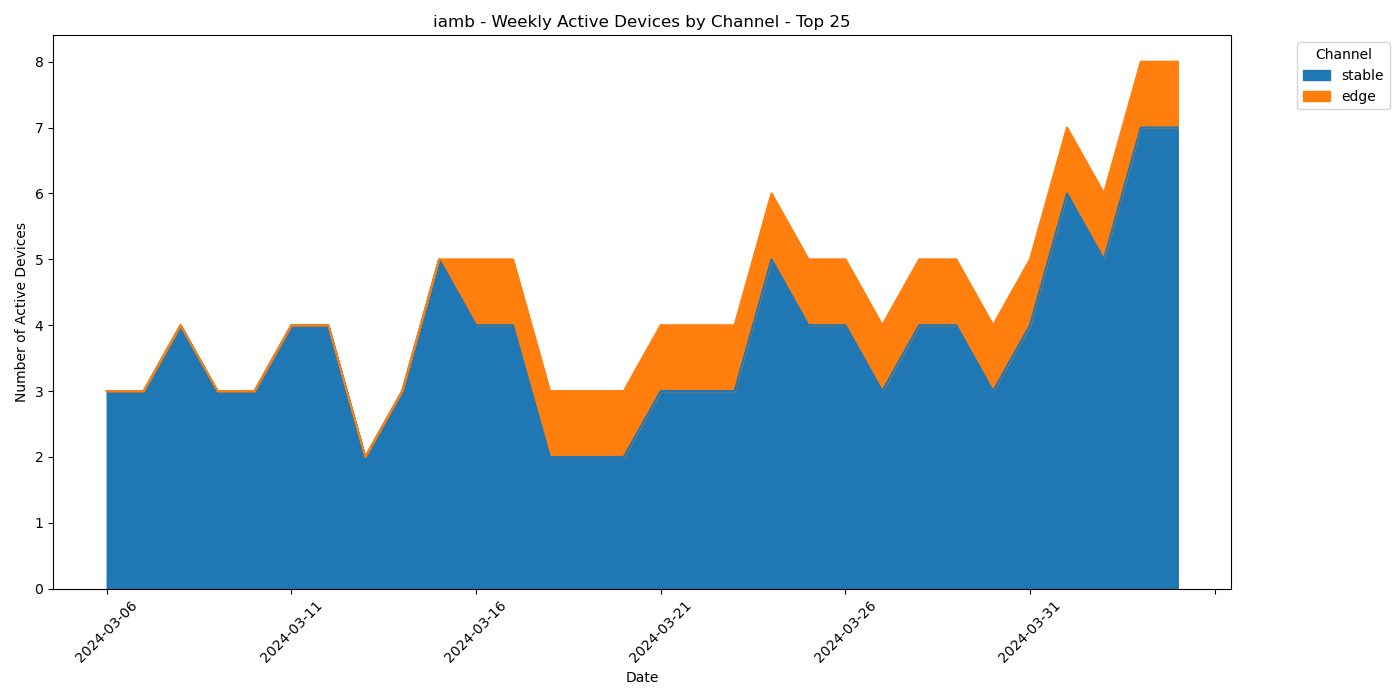 iamb - Weekly Active Devices by Channel - Top 25
Channel
stable
edge
Number of Active Devices
8
7
6
5
4
3
2
1
0
2024-03-06
2024-03-11
2024-03-16
2024-03-21
2024-03-26
2024-03-31
Date